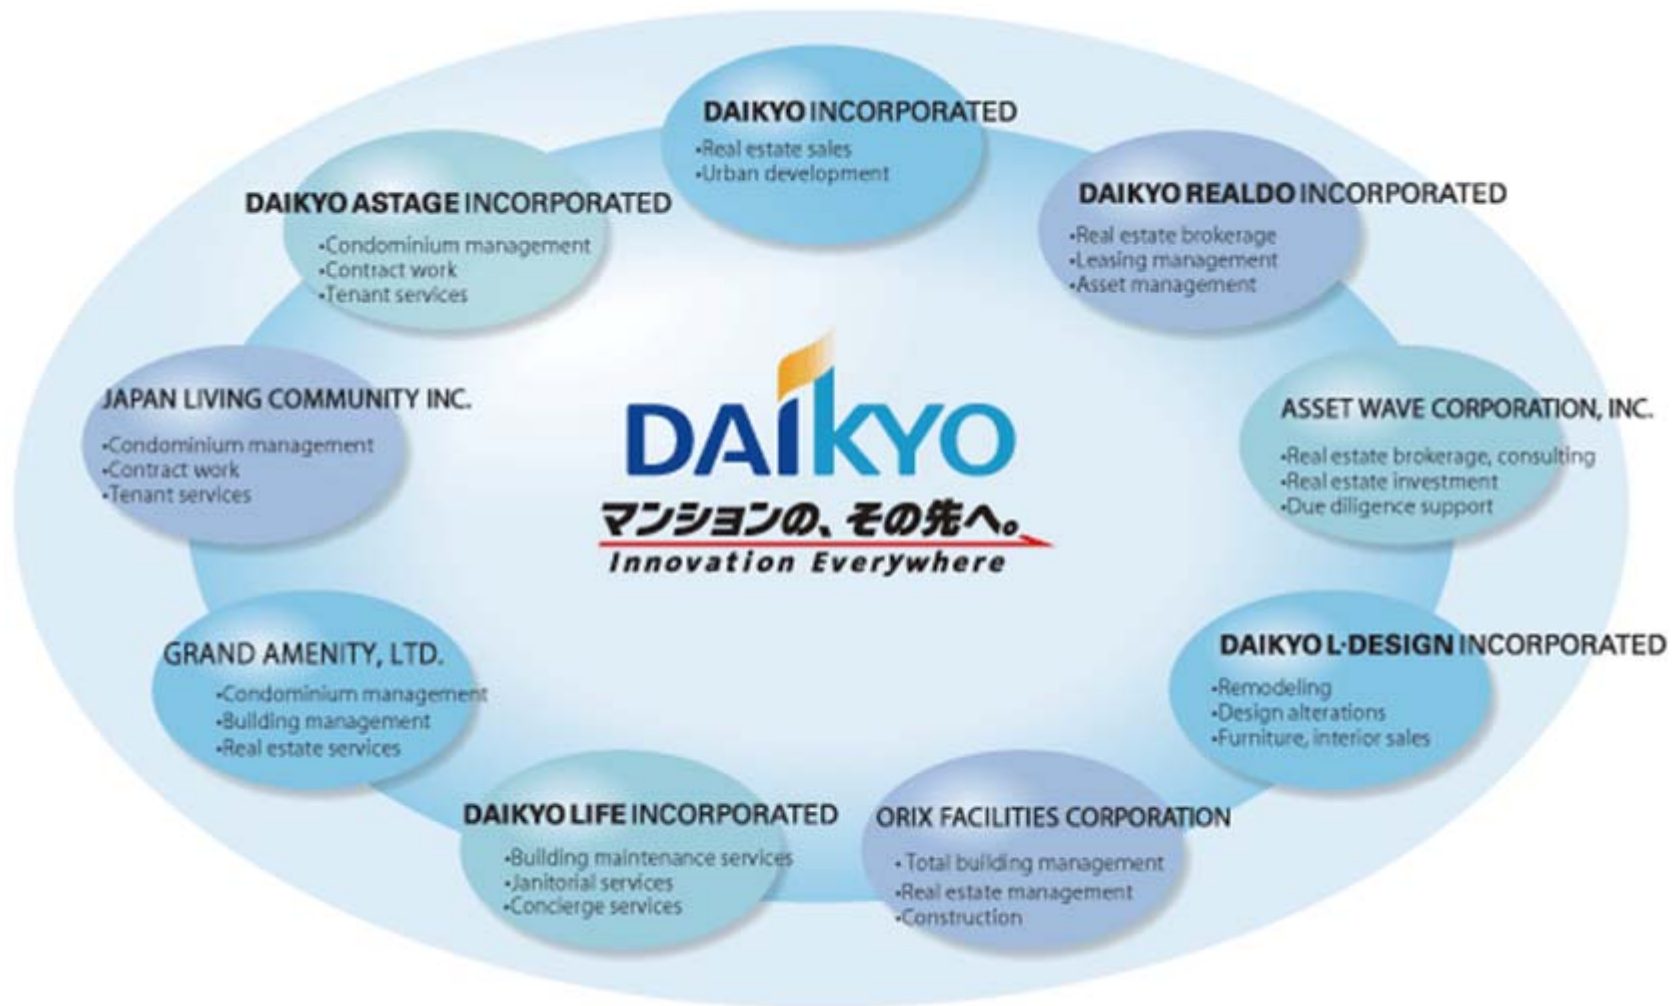 DAIKYO INCORPORATED
•Real estate sales
•Urban development
DAIKYO REALDO INCORPORATED
•Real estate brokerage
•Leasing management
•Asset management
ASSET WAVE CORPORATION, INC.
•Real estate brokerage, consulting
•Real estate investment
•Due diligence support
DAIKYO L·DESIGN INCORPORATED
•Remodeling
•Design alterations
•Furniture, interior sales
ORIX FACILITIES CORPORATION
• Total building management
•Real estate management
•Construction
DAIKYO LIFE INCORPORATED
•Building maintenance services
•Janitorial services
•Concierge services
GRAND AMENITY, LTD.
•Condominium management
•Building management
•Real estate services
JAPAN LIVING COMMUNITY INC.
•Condominium management
•Contract work
•Tenant services
DAIKYO ASTAGE INCORPORATED
•Condominium management
•Contract work
•Tenant services
DAIKYO
マンションの、その先へ。
Innovation Everywhere